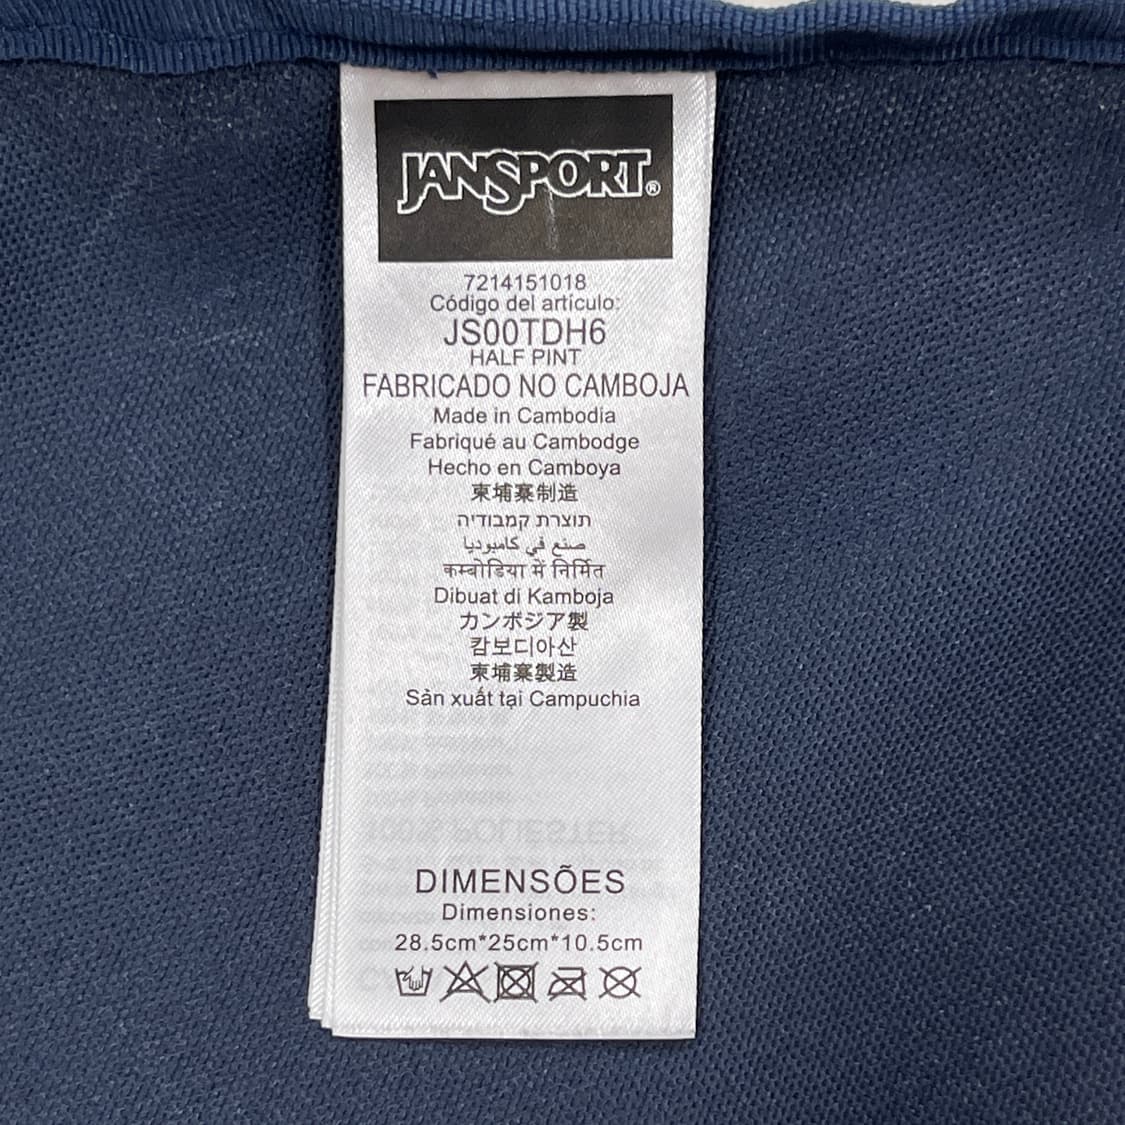 JANSPORT®
7214151018
Código del artículo:
JS00TDH6
HALF PINT
FABRICADO NO CAMBOJA
Made in Cambodia
Fabriqué au Cambodge
Hecho en Camboya
柬埔寨制造
תוצרת קמבודיה
صنع في كامبوديا
कम्बोडिया में निर्मित
Dibuat di Kamboja
カンボジア製
캄보디아산
柬埔寨製造
Sản xuất tại Campuchia
100% POLIÉSTER
DIMENSÕES
Dimensiones:
28.5cm*25cm*10.5cm